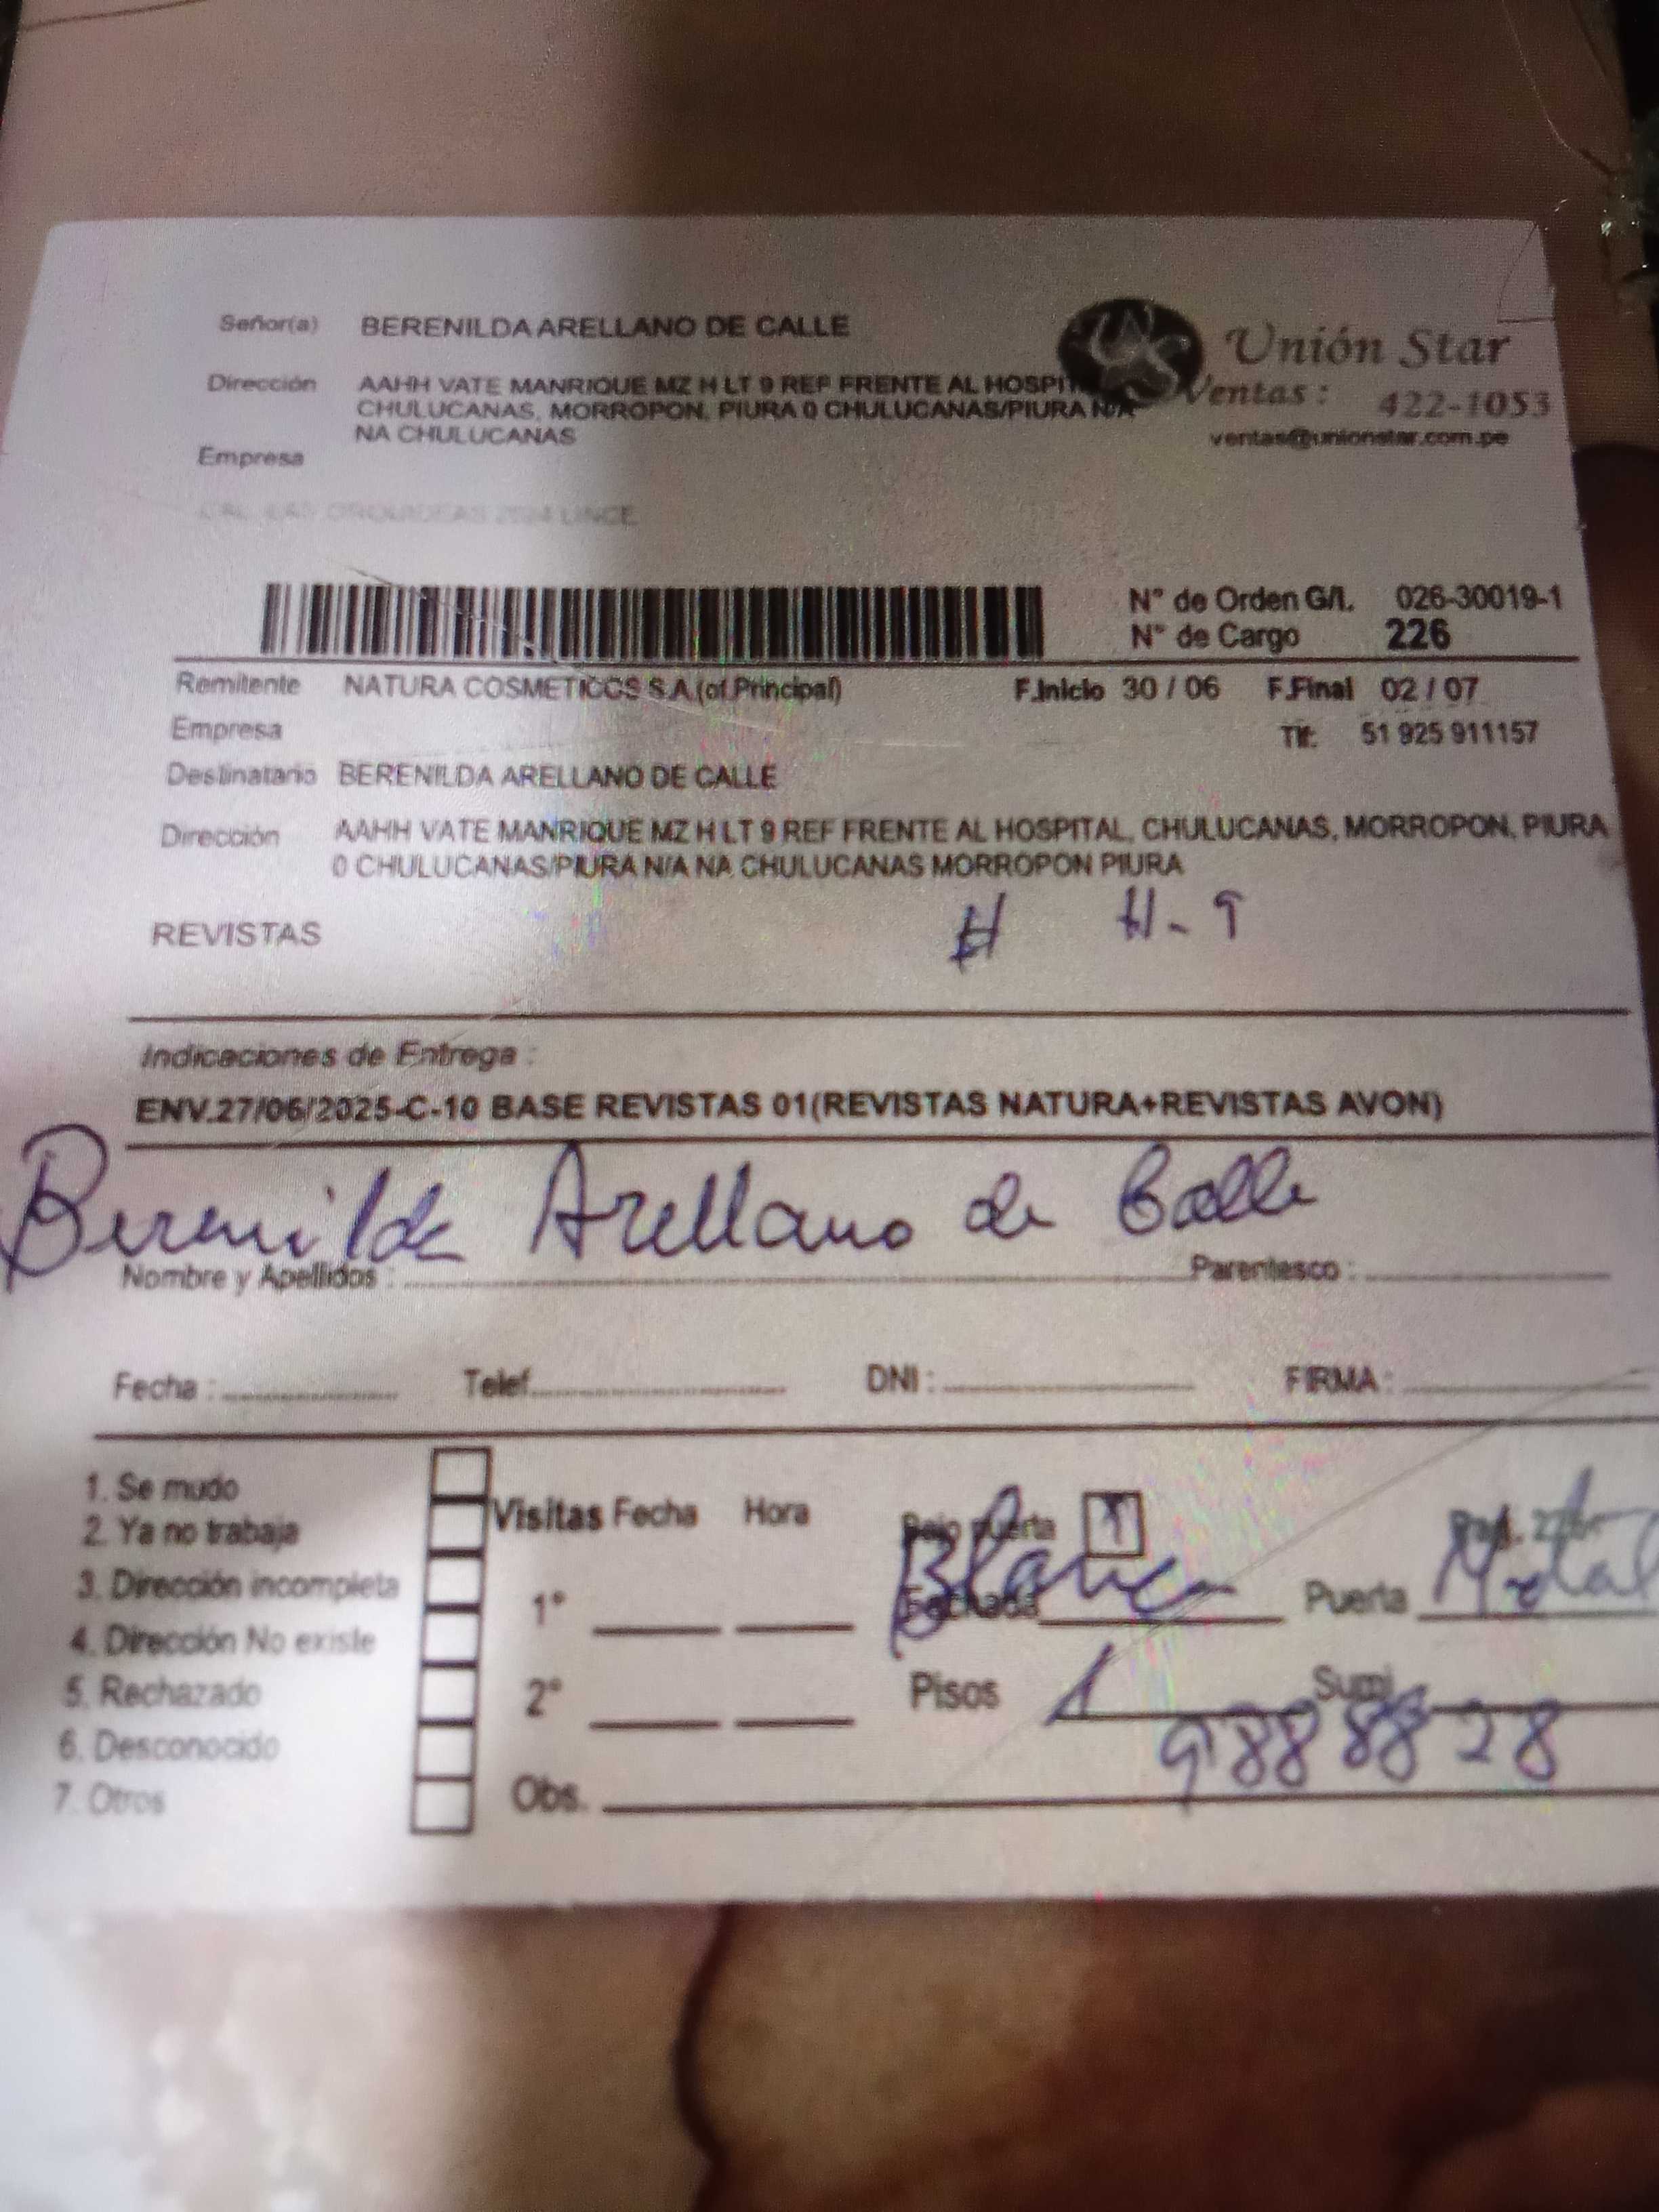 Señor(a) BERENILDA ARELLANO DE CALLE
Unión Star
Dirección AAHH VATE MANRIQUE MZ H LT 9 REF FRENTE AL HOSPIT
Ventas : 422-1053
CHULUCANAS, MORROPON, PIURA 0 CHULUCANAS/PIURA N/A
NA CHULUCANAS
ventas@unionstar.com.pe
Empresa
LINCE
N° de Orden G/I. 026-30019-1
N° de Cargo 226
Remitente NATURA COSMETICOS S.A.(of.Principal) F.Inicio 30 / 06 F.Final 02 / 07
Empresa Tlf: 51 925 911157
Destinatario BERENILDA ARELLANO DE CALLE
Dirección AAHH VATE MANRIQUE MZ H LT 9 REF FRENTE AL HOSPITAL, CHULUCANAS, MORROPON, PIURA
0 CHULUCANAS/PIURA N/A NA CHULUCANAS MORROPON PIURA
REVISTAS H H-9
Indicaciones de Entrega :
ENV.27/06/2025-C-10 BASE REVISTAS 01(REVISTAS NATURA+REVISTAS AVON)
Berenilda Arellano de Calle
Nombre y Apellidos : Parentesco :
Fecha : Telef. DNI : FIRMA :
1. Se mudo
2. Ya no trabaja
3. Dirección incompleta
4. Dirección No existe
5. Rechazado
6. Desconocido
7. Otros
Visitas Fecha Hora
1°
2°
Obs.
Bajo puerta
Fachada Blanca Puerta Metal
Pisos 1 Sumi
9888828